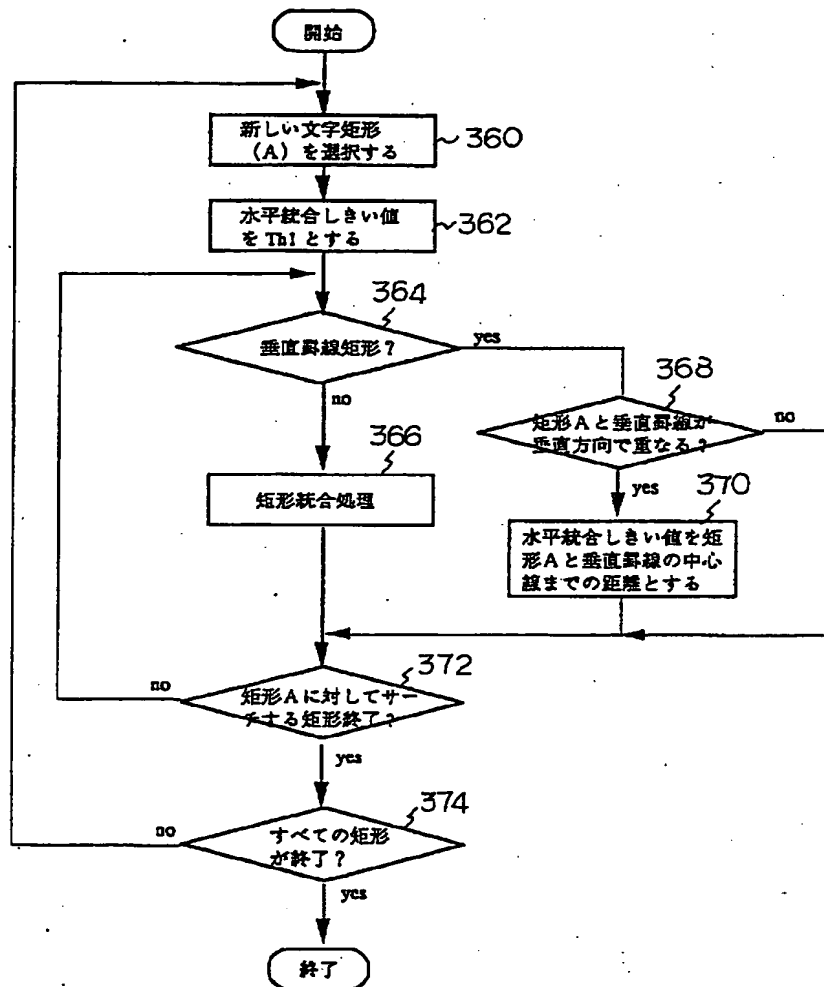 開始
新しい文字矩形
(A)を選択する
360
水平統合しきい値
を Th1 とする
362
364
垂直罫線矩形?
yes
no
368
矩形Aと垂直罫線が
垂直方向で重なる?
no
yes
366
矩形統合処理
370
水平統合しきい値を矩
形Aと垂直罫線の中心
線までの距離とする
372
矩形Aに対してサー
チする矩形終了?
no
yes
374
すべての矩形
が終了?
no
yes
終了